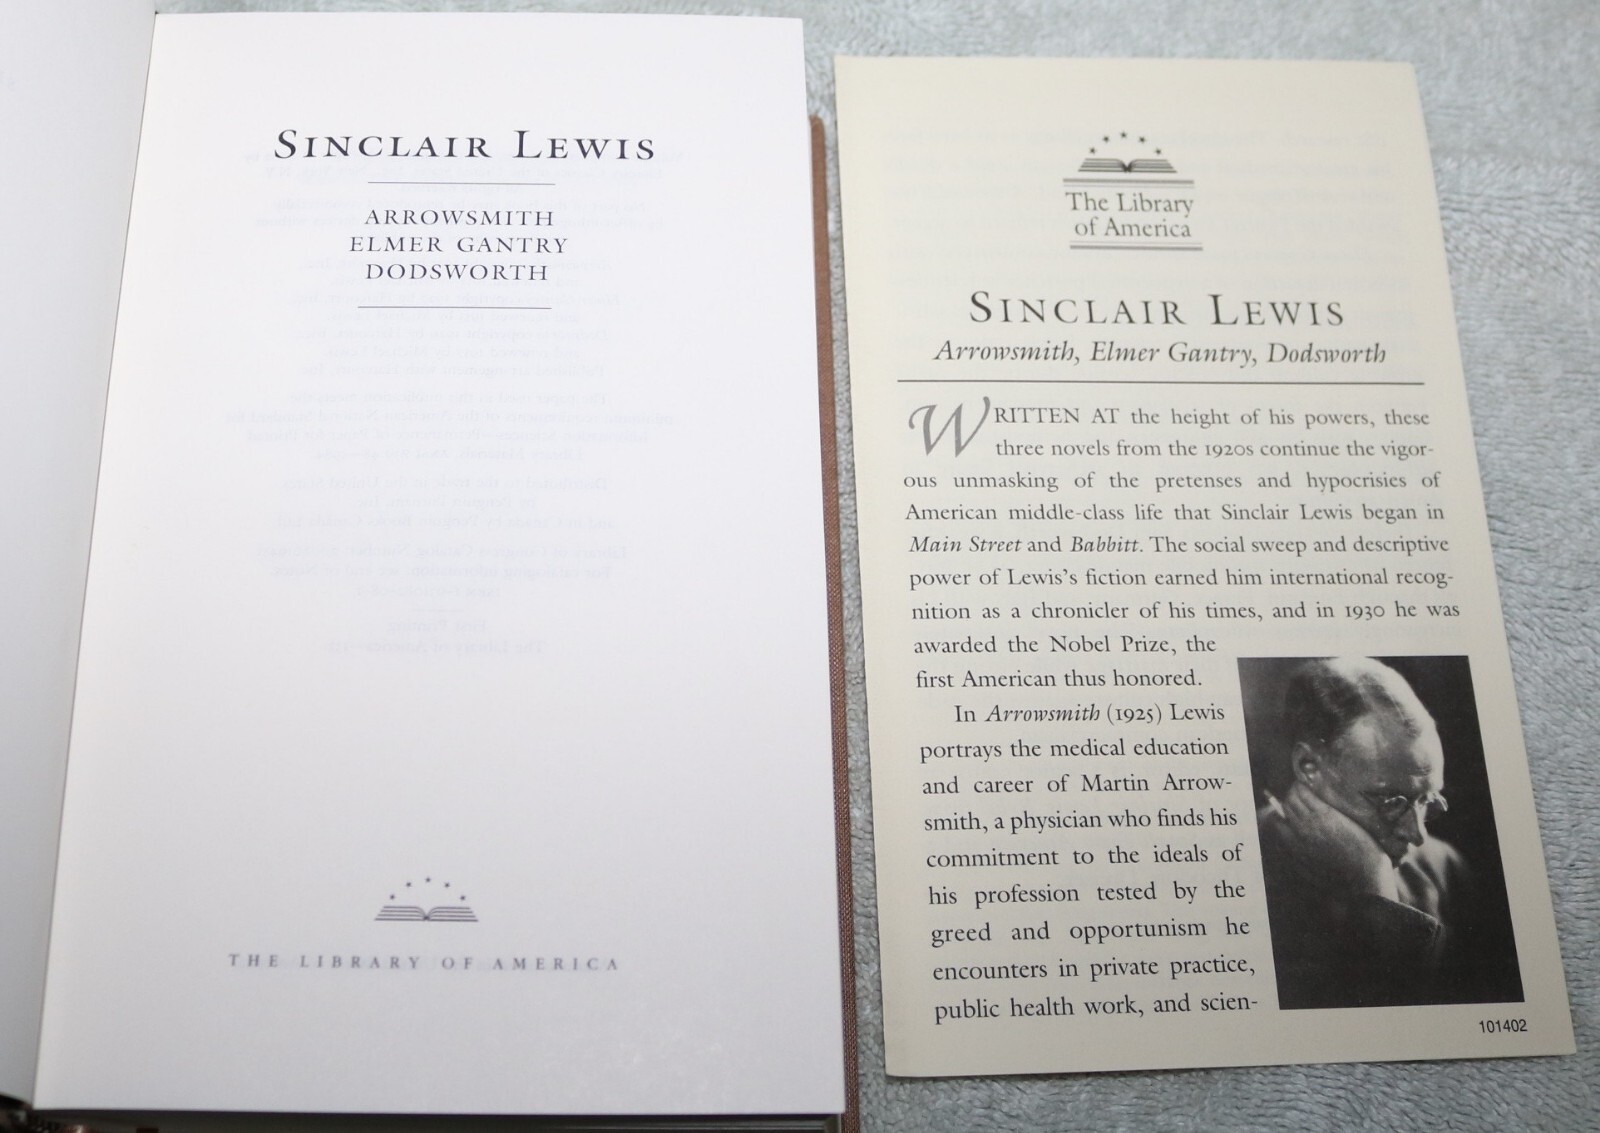 SINCLAIR LEWIS
ARROWSMITH
ELMER GANTRY
DODSWORTH
THE LIBRARY OF AMERICA
The Library
of America
SINCLAIR LEWIS
Arrowsmith, Elmer Gantry, Dodsworth
WRITTEN AT the height of his powers, these
three novels from the 1920s continue the vigor-
ous unmasking of the pretenses and hypocrisies of
American middle-class life that Sinclair Lewis began in
Main Street and Babbitt. The social sweep and descriptive
power of Lewis's fiction earned him international recog-
nition as a chronicler of his times, and in 1930 he was
awarded the Nobel Prize, the
first American thus honored.
In Arrowsmith (1925) Lewis
portrays the medical education
and career of Martin Arrow-
smith, a physician who finds his
commitment to the ideals of
his profession tested by the
greed and opportunism he
encounters in private practice,
public health work, and scien-
101402